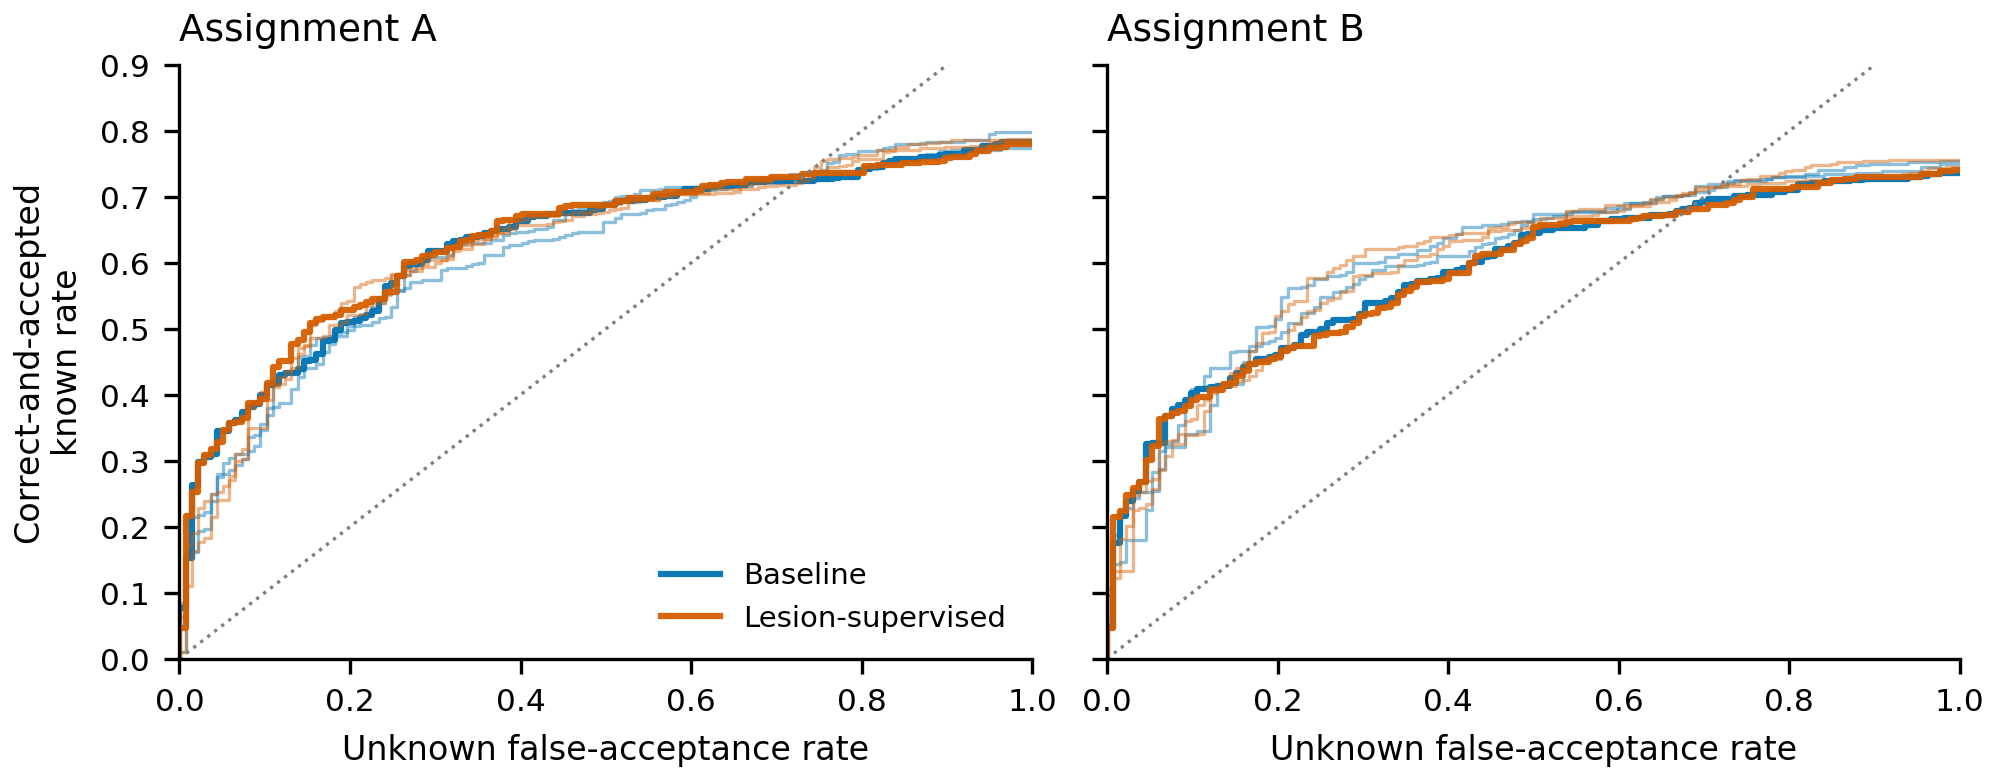 Assignment A
Assignment B
Correct-and-accepted
known rate
0.9
0.8
0.7
0.6
0.5
0.4
0.3
0.2
0.1
0.0
Baseline
Lesion-supervised
0.0 0.2 0.4 0.6 0.8 1.0
0.0 0.2 0.4 0.6 0.8 1.0
Unknown false-acceptance rate
Unknown false-acceptance rate